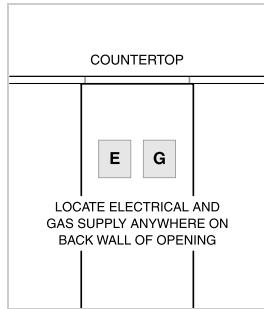 COUNTERTOP
E G
LOCATE ELECTRICAL AND
GAS SUPPLY ANYWHERE ON
BACK WALL OF OPENING